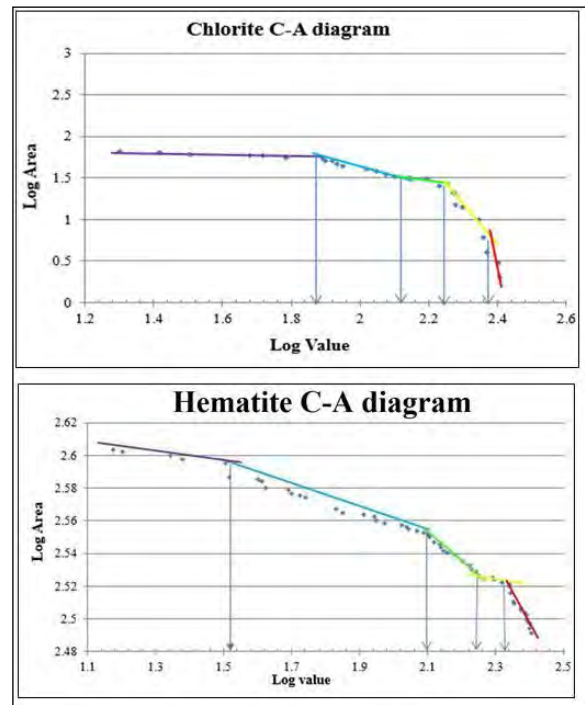 Chlorite C-A diagram
3
2.5
2
1.5
1
0.5
0
Log Area
1.2 1.4 1.6 1.8 2 2.2 2.4 2.6
Log Value
Hematite C-A diagram
2.62
2.6
2.58
2.56
2.54
2.52
2.5
2.48
Log Area
1.1 1.3 1.5 1.7 1.9 2.1 2.3 2.5
Log value